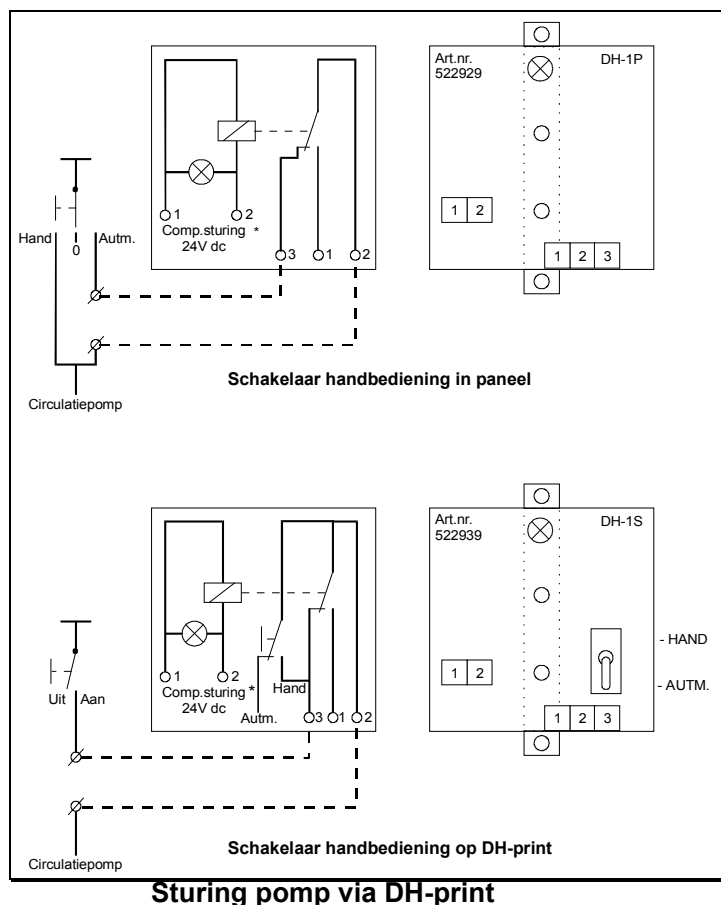 Art.nr.
522929
DH-1P
1 2
1 2 3
1 2
Comp.sturing *
24V dc
3 1 2
Hand 0 Autm.
Circulatiepomp
Schakelaar handbediening in paneel
Art.nr.
522939
DH-1S
- HAND
- AUTM.
1 2
1 2 3
1 2
Comp.sturing *
24V dc
Hand
Autm.
3 1 2
Uit Aan
Circulatiepomp
Schakelaar handbediening op DH-print
Sturing pomp via DH-print